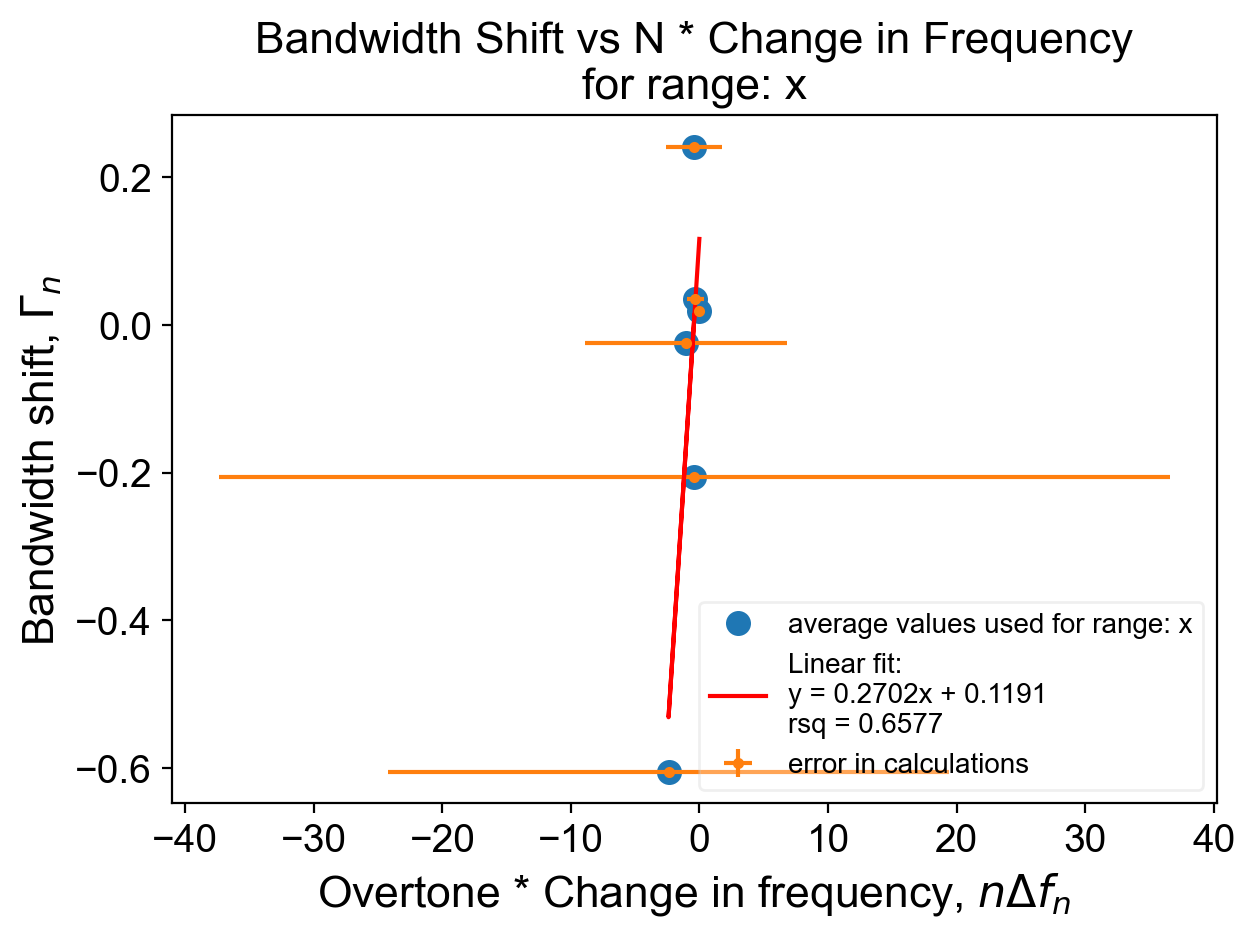 Bandwidth Shift vs N * Change in Frequency
for range: x
Bandwidth shift, Γn
0.2
0.0
−0.2
−0.4
−0.6
average values used for range: x
Linear fit:
y = 0.2702x + 0.1191
rsq = 0.6577
error in calculations
−40
−30
−20
−10
0
10
20
30
40
Overtone * Change in frequency, nΔfn